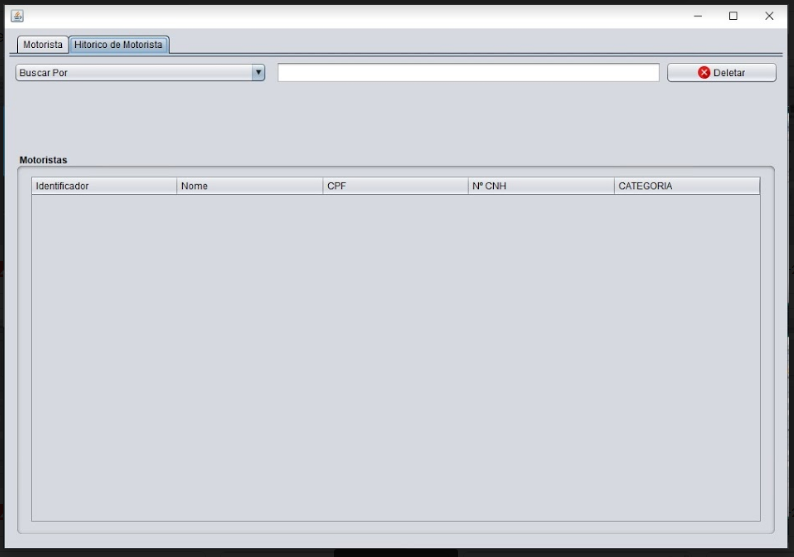 Motorista Hitorico de Motorista
Buscar Por Deletar
Motoristas
Identificador Nome CPF Nº CNH CATEGORIA